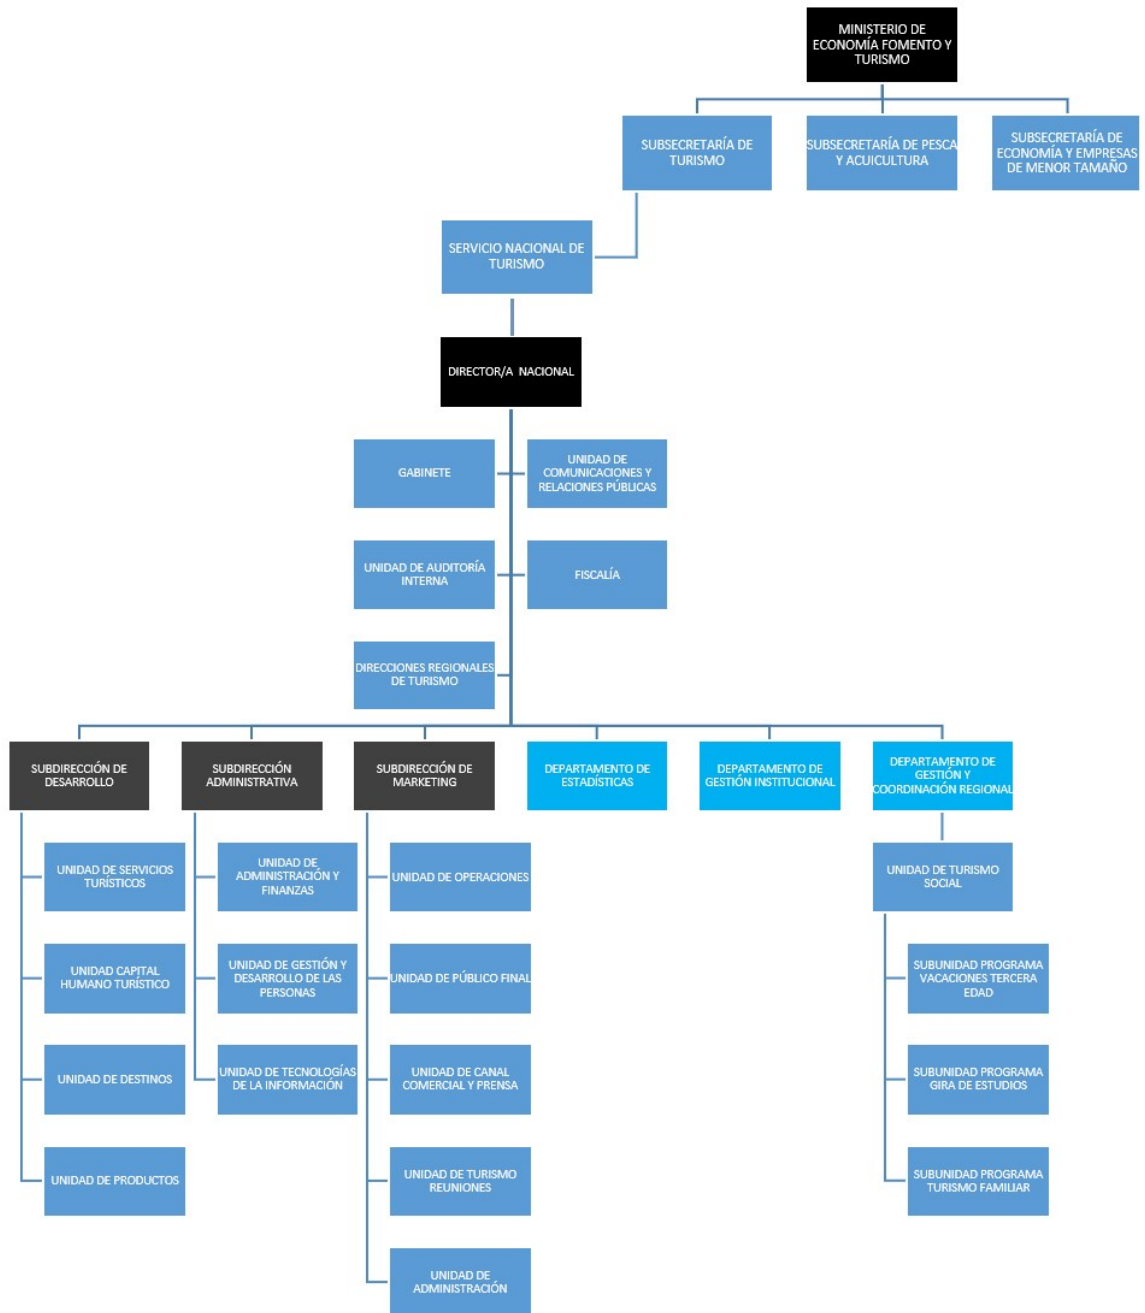 MINISTERIO DE
ECONOMÍA FOMENTO Y
TURISMO
SUBSECRETARÍA DE
TURISMO
SUBSECRETARÍA DE PESCA
Y ACUICULTURA
SUBSECRETARÍA DE
ECONOMÍA Y EMPRESAS
DE MENOR TAMAÑO
SERVICIO NACIONAL DE
TURISMO
DIRECTOR/A NACIONAL
GABINETE
UNIDAD DE
COMUNICACIONES Y
RELACIONES PÚBLICAS
UNIDAD DE AUDITORÍA
INTERNA
FISCALÍA
DIRECIONES REGIONALES
DE TURISMO
SUBDIRECCIÓN DE
DESARROLLO
SUBDIRECCIÓN
ADMINISTRATIVA
SUBDIRECCIÓN DE
MARKETING
DEPARTAMENTO DE
ESTADÍSTICAS
DEPARTAMENTO DE
GESTIÓN INSTITUCIONAL
DEPARTAMENTO DE
GESTIÓN Y
COORDINACIÓN REGIONAL
UNIDAD DE SERVICIOS
TURÍSTICOS
UNIDAD DE
ADMINISTRACIÓN Y
FINANZAS
UNIDAD DE OPERACIONES
UNIDAD DE TURISMO
SOCIAL
UNIDAD CAPITAL
HUMANO TURÍSTICO
UNIDAD DE GESTIÓN Y
DESARROLLO DE LAS
PERSONAS
UNIDAD DE PÚBLICO FINAL
SUBUNIDAD PROGRAMA
VACACIONES TERCERA
EDAD
UNIDAD DE DESTINOS
UNIDAD DE TECNOLOGÍAS
DE LA INFORMACIÓN
UNIDAD DE CANAL
COMERCIAL Y PRENSA
SUBUNIDAD PROGRAMA
GIRA DE ESTUDIOS
UNIDAD DE PRODUCTOS
UNIDAD DE TURISMO
REUNIONES
SUBUNIDAD PROGRAMA
TURISMO FAMILIAR
UNIDAD DE
ADMINISTRACIÓN